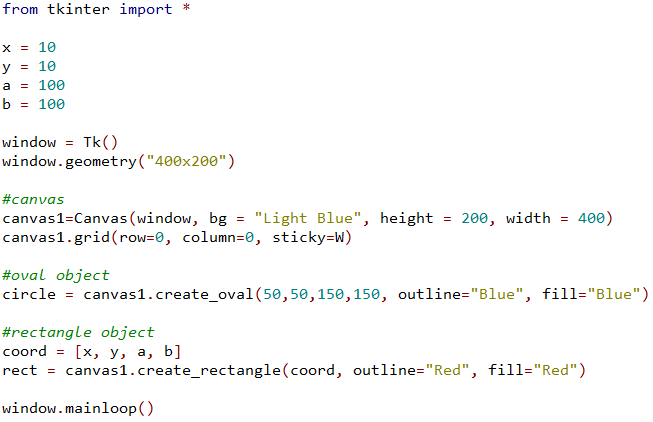 from tkinter import *
x = 10
y = 10
a = 100
b = 100
window = Tk()
window.geometry("400x200")
#canvas
canvas1=Canvas(window, bg = "Light Blue", height = 200, width = 400)
canvas1.grid(row=0, column=0, sticky=W)
#oval object
circle = canvas1.create_oval(50,50,150,150, outline="Blue", fill="Blue")
#rectangle object
coord = [x, y, a, b]
rect = canvas1.create_rectangle(coord, outline="Red", fill="Red")
window.mainloop()